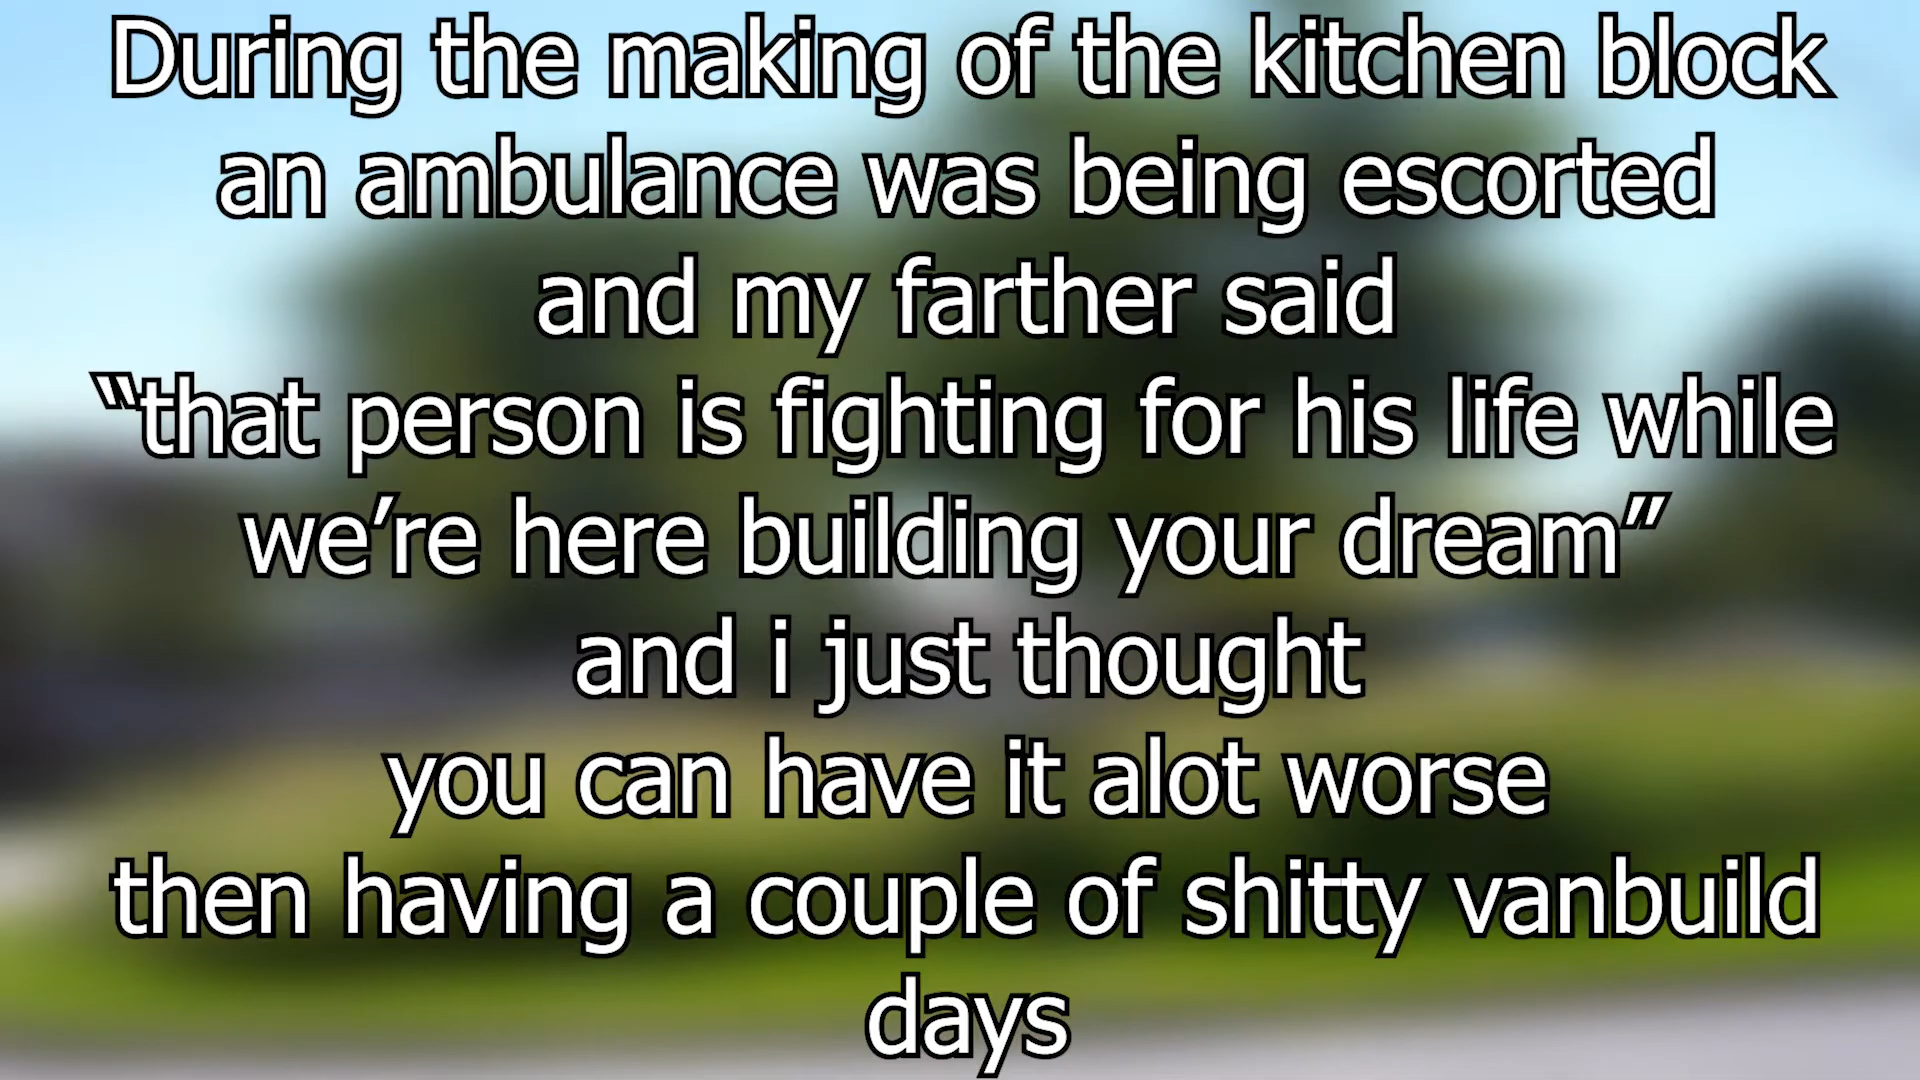 During the making of the kitchen block
an ambulance was being escorted
and my farther said
“that person is fighting for his life while
we’re here building your dream”
and i just thought
you can have it alot worse
then having a couple of shitty vanbuild
days